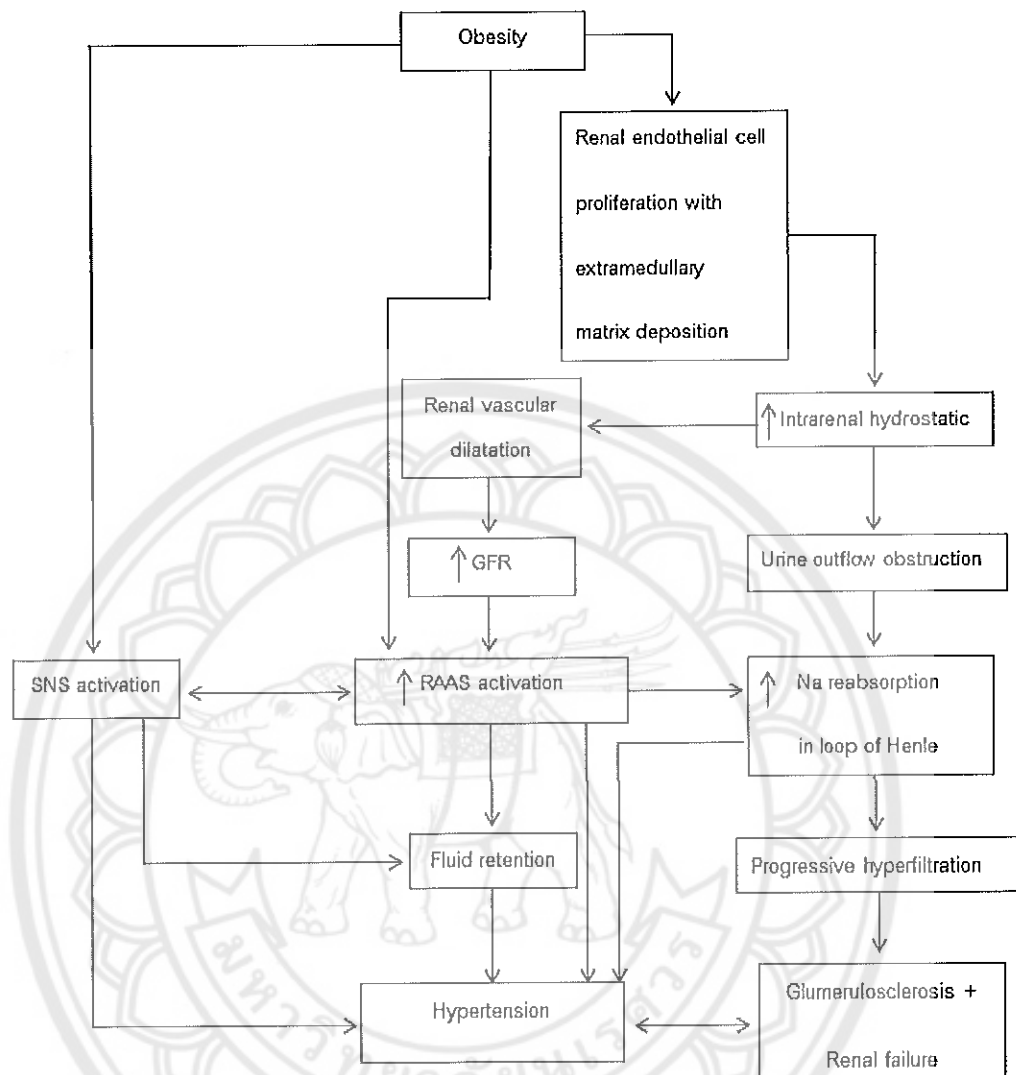 Obesity
Renal endothelial cell
proliferation with
extramedullary
matrix deposition
Renal vascular
dilatation
↑ Intrarenal hydrostatic
↑ GFR
Urine outflow obstruction
SNS activation
↑ RAAS activation
↑ Na reabsorption
in loop of Henle
Fluid retention
Progressive hyperfiltration
Hypertension
Glumerulosclerosis +
Renal failure